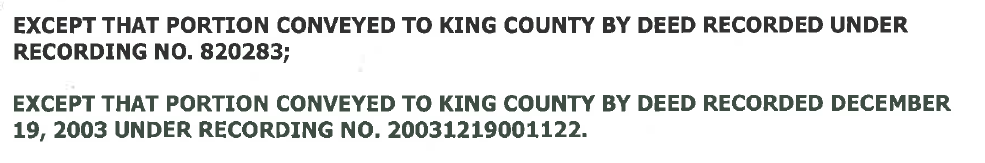 EXCEPT THAT PORTION CONVEYED TO KING COUNTY BY DEED RECORDED UNDER
RECORDING NO. 820283;
EXCEPT THAT PORTION CONVEYED TO KING COUNTY BY DEED RECORDED DECEMBER
19, 2003 UNDER RECORDING NO. 20031219001122.